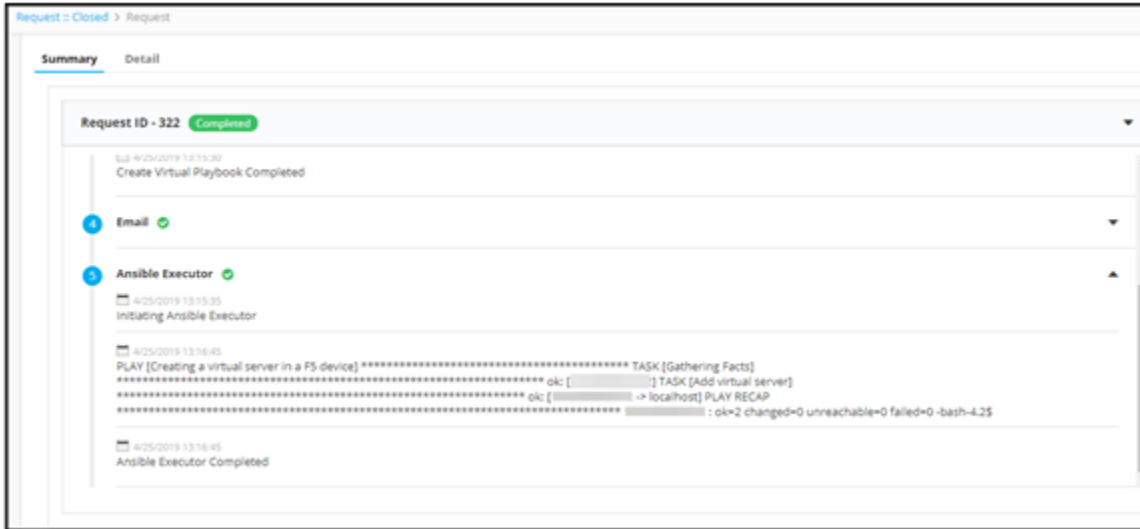 Request :: Closed > Request
Summary Detail
Request ID - 322 Completed
4/25/2019 13:15:30
Create Virtual Playbook Completed
4 Email
5 Ansible Executor
4/25/2019 13:15:35
Initiating Ansible Executor
4/25/2019 13:16:45
PLAY [Creating a virtual server in a F5 device] ****************************************** TASK [Gathering Facts]
******************************************************************* ok: [ :] TASK [Add virtual server]
**************************************************************** ok: [ -> localhost] PLAY RECAP
******************************************************************************* : ok=2 changed=0 unreachable=0 failed=0 -bash-4.2$
4/25/2019 13:16:45
Ansible Executor Completed